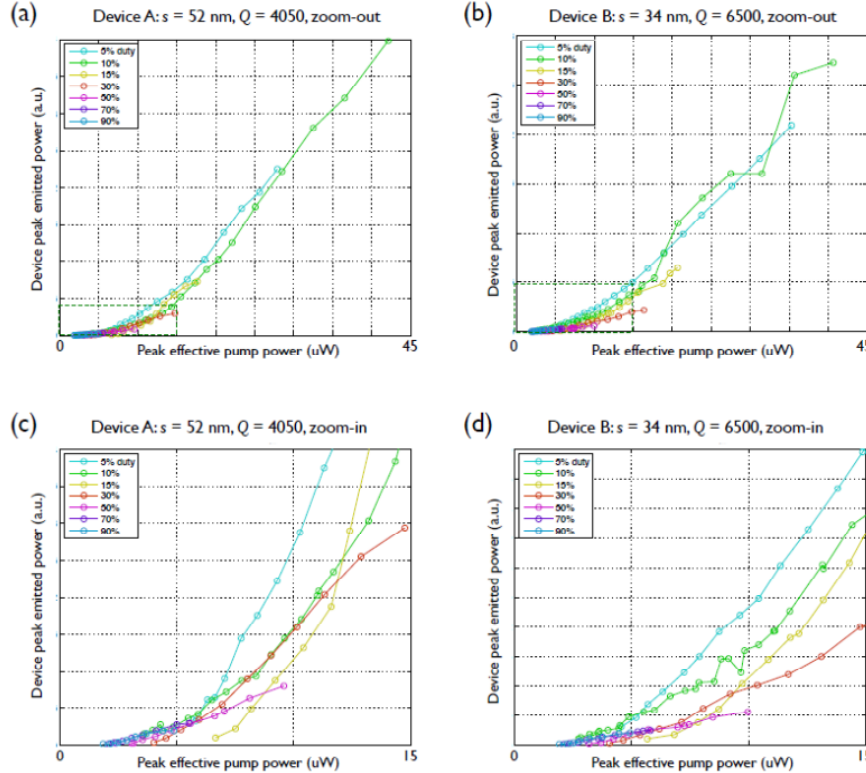 (a)
Device A: s = 52 nm, Q = 4050, zoom-out
Device peak emitted power (a.u.)
5% duty
10%
15%
30%
50%
70%
90%
0
45
Peak effective pump power (uW)
(b)
Device B: s = 34 nm, Q = 6500, zoom-out
Device peak emitted power (a.u.)
5% duty
10%
15%
30%
50%
70%
90%
0
45
Peak effective pump power (uW)
(c)
Device A: s = 52 nm, Q = 4050, zoom-in
Device peak emitted power (a.u.)
5% duty
10%
15%
30%
50%
70%
90%
0
15
Peak effective pump power (uW)
(d)
Device B: s = 34 nm, Q = 6500, zoom-in
Device peak emitted power (a.u.)
5% duty
10%
15%
30%
50%
70%
90%
0
15
Peak effective pump power (uW)